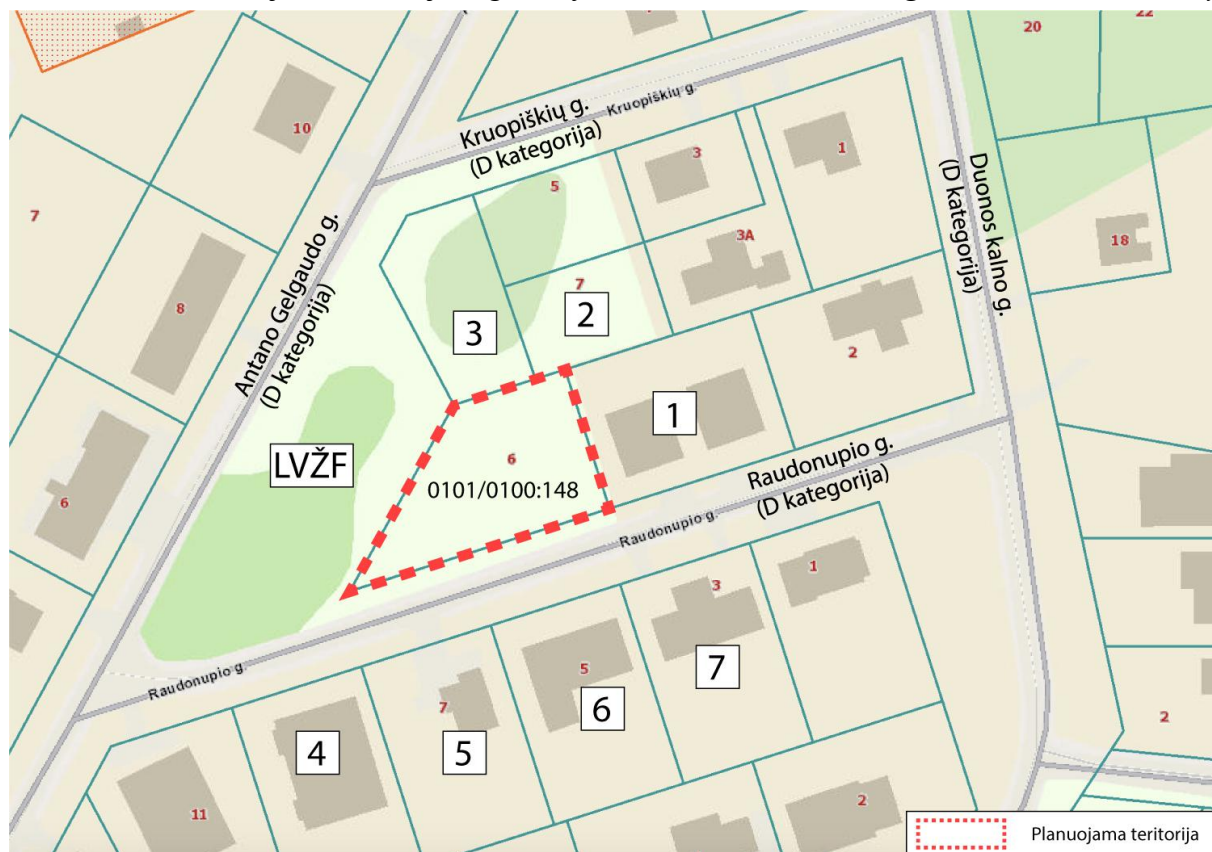 20
22
10
Kruopiškių g.
(D kategorija)
Kruopiškių g.
3
1
5
7
Antano Gelgaudo g.
(D kategorija)
8
3A
Duonos kalno g.
(D kategorija)
18
7
3
2
2
1
LVŽF
6
0101/0100:148
Raudonupio g.
(D kategorija)
Raudonupio g.
6
1
3
7
5
6
7
5
4
Raudonupio g.
11
2
2
Planuojama teritorija